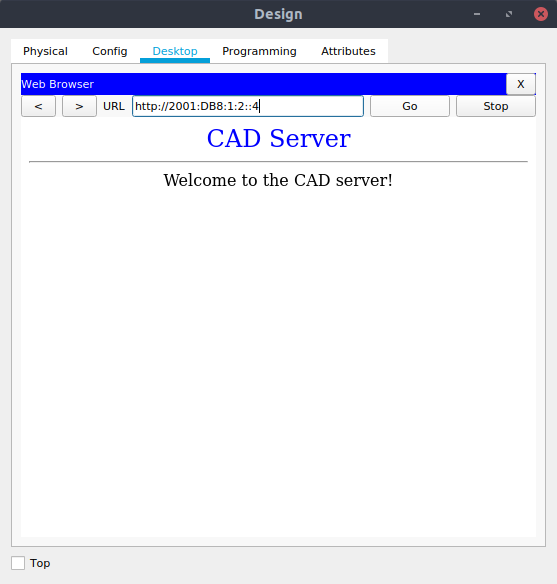 Design
Physical Config Desktop Programming Attributes
Web Browser X
< > URL http://2001:DB8:1:2::4 Go Stop
CAD Server
Welcome to the CAD server!
Top